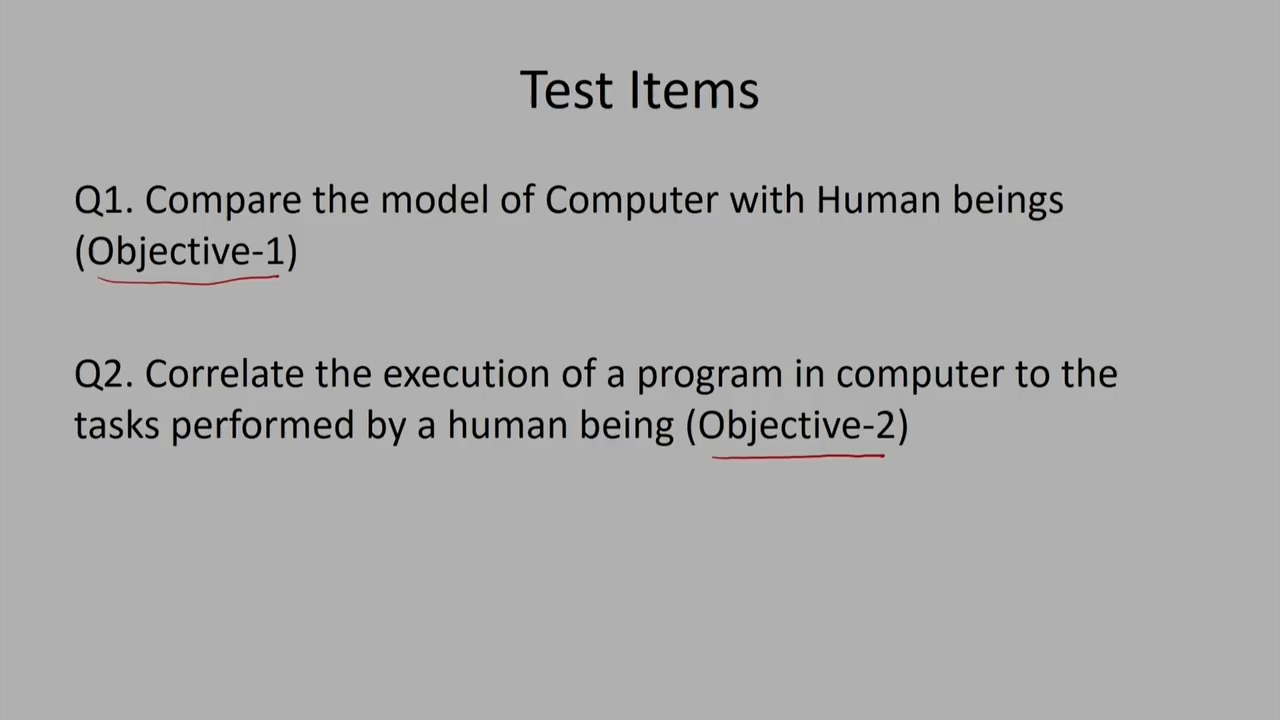 Test Items
Q1. Compare the model of Computer with Human beings
(Objective-1)
Q2. Correlate the execution of a program in computer to the
tasks performed by a human being (Objective-2)